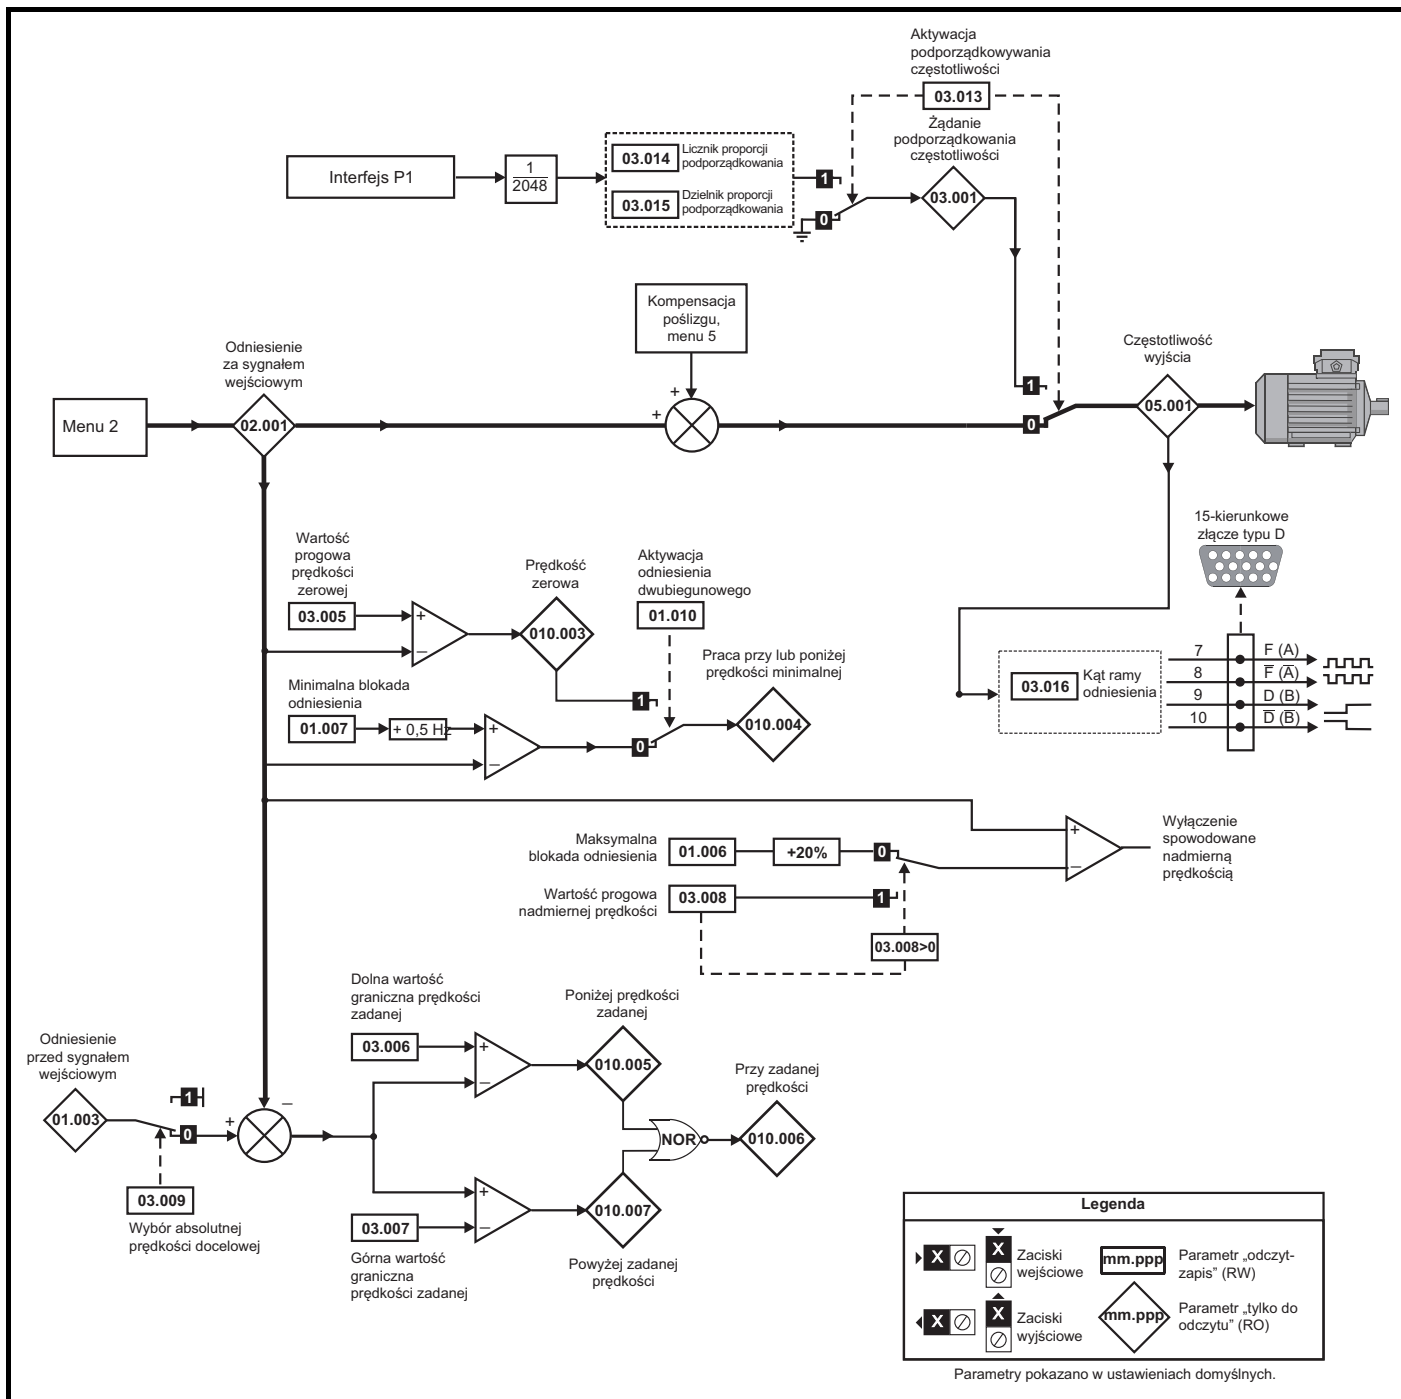 Aktywacja
podporządkowywania
częstotliwości
03.013
Żądanie
podporządkowania
częstotliwości
Interfejs P1
1
2048
03.014
Licznik proporcji
podporządkowania
03.015
Dzielnik proporcji
podporządkowania
1
0
03.001
Kompensacja
poślizgu,
menu 5
Odniesienie
za sygnałem
wejściowym
Częstotliwość
wyjścia
Menu 2
02.001
+
+
1
0
05.001
15-kierunkowe
złącze typu D
Wartość
progowa
prędkości
zerowej
03.005
+
–
Prędkość
zerowa
010.003
Aktywacja
odniesienia
dwubiegunowego
01.010
Praca przy lub poniżej
prędkości minimalnej
Minimalna blokada
odniesienia
01.007
+ 0,5 Hz
+
–
1
0
010.004
03.016
Kąt ramy
odniesienia
7 F (A)
8 F̅ (A̅)
9 D (B)
10 D̅ (B̅)
Maksymalna
blokada odniesienia
01.006
+20%
0
Wartość progowa
nadmiernej prędkości
03.008
1
03.008>0
+
–
Wyłączenie
spowodowane
nadmierną
prędkością
Dolna wartość
graniczna prędkości
zadanej
03.006
+
–
Poniżej prędkości
zadanej
010.005
Odniesienie
przed sygnałem
wejściowym
01.003
1
0
+
–
03.009
Wybór absolutnej
prędkości docelowej
NOR
Przy zadanej
prędkości
010.006
03.007
+
–
Górna wartość
graniczna
prędkości zadanej
010.007
Powyżej zadanej
prędkości
Legenda
X
X
Zaciski
wejściowe
mm.ppp
Parametr „odczyt-
zapis” (RW)
X
X
Zaciski
wyjściowe
mm.ppp
Parametr „tylko do
odczytu” (RO)
Parametry pokazano w ustawieniach domyślnych.